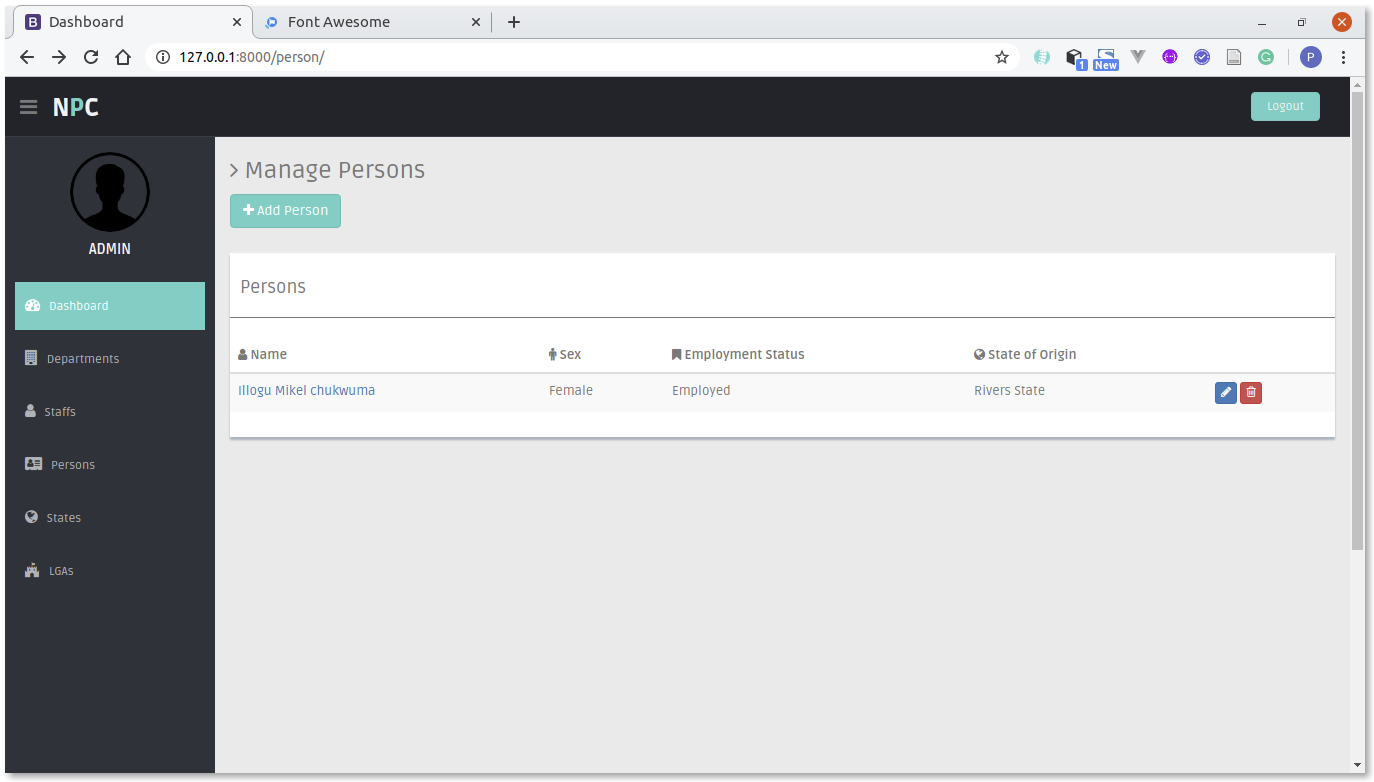 Dashboard
Font Awesome
127.0.0.1:8000/person/
1
New
G
P
NPC
Logout
ADMIN
Dashboard
Departments
Staffs
Persons
States
LGAs
Manage Persons
Add Person
Persons
Name Sex Employment Status State of Origin
Illogu Mikel chukwuma Female Employed Rivers State